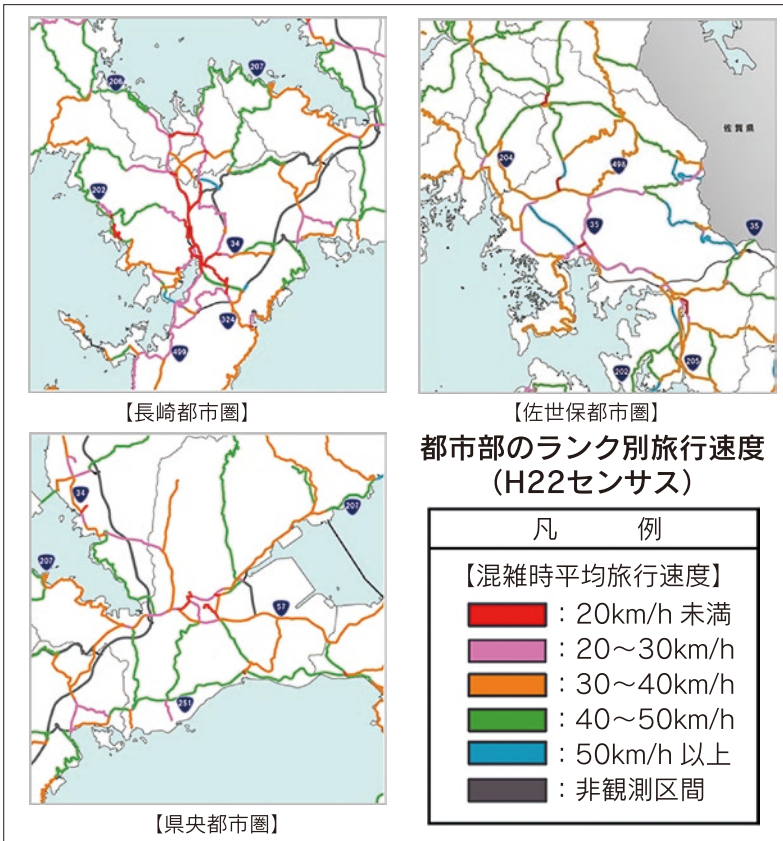 206
207
202
34
324
499
【長崎都市圏】
佐賀県
204
498
35
35
202
205
【佐世保都市圏】
34
207
207
57
251
【県央都市圏】
都市部のランク別旅行速度
（H22センサス）
凡　例
【混雑時平均旅行速度】
：20km/h 未満
：20〜30km/h
：30〜40km/h
：40〜50km/h
：50km/h 以上
：非観測区間